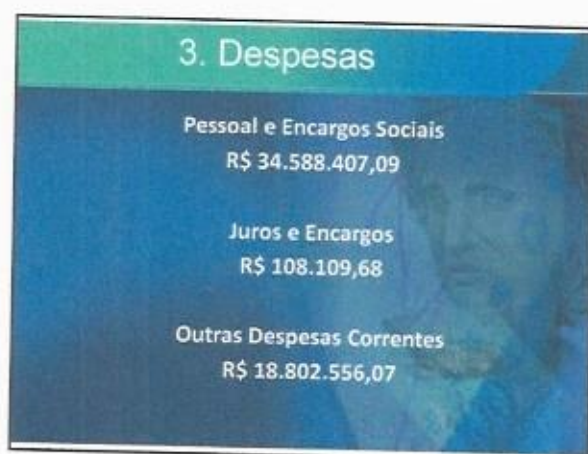 3. Despesas
Pessoal e Encargos Sociais
R$ 34.588.407,09
Juros e Encargos
R$ 108.109,68
Outras Despesas Correntes
R$ 18.802.556,07